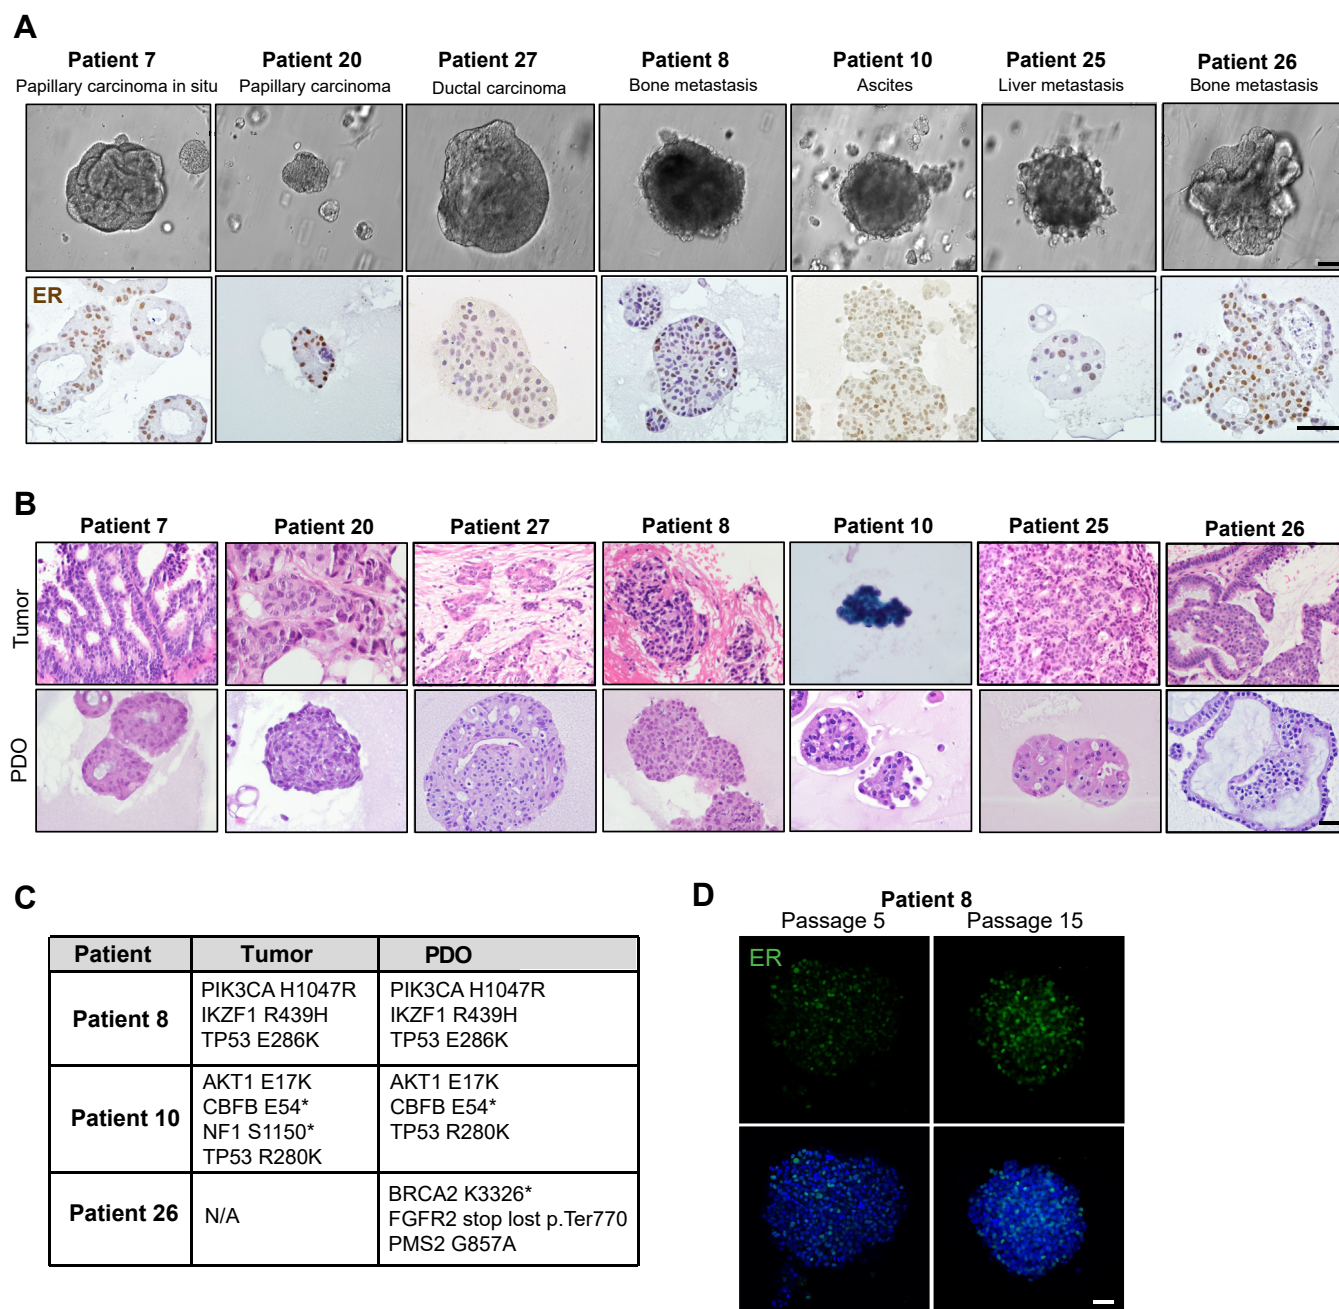 A
Patient 7
Papillary carcinoma in situ
Patient 20
Papillary carcinoma
Patient 27
Ductal carcinoma
Patient 8
Bone metastasis
Patient 10
Ascites
Patient 25
Liver metastasis
Patient 26
Bone metastasis
ER
B
Patient 7
Patient 20
Patient 27
Patient 8
Patient 10
Patient 25
Patient 26
Tumor
PDO
C
Patient
Tumor
PDO
Patient 8
PIK3CA H1047R
IKZF1 R439H
TP53 E286K
PIK3CA H1047R
IKZF1 R439H
TP53 E286K
Patient 10
AKT1 E17K
CBFB E54*
NF1 S1150*
TP53 R280K
AKT1 E17K
CBFB E54*
TP53 R280K
Patient 26
N/A
BRCA2 K3326*
FGFR2 stop lost p.Ter770
PMS2 G857A
D
Patient 8
Passage 5
Passage 15
ER